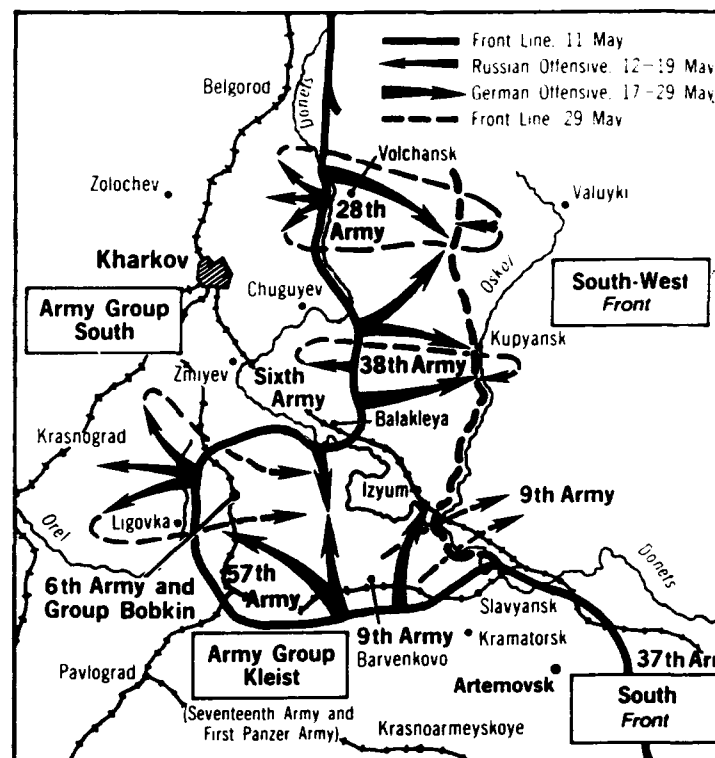 Front Line, 11 May
Russian Offensive, 12-19 May
German Offensive, 17-29 May
Front Line 29 May
Belgorod
Donets
Volchansk
Zolochev
Valuyki
28th
Army
Kharkov
Oskol
South-West
Front
Army Group
South
Chuguyev
Kupyansk
Zmiyev
38th Army
Sixth
Army
Balakleya
Krasnograd
Izyum
9th Army
Orel
Ligovka
Donets
6th Army and
Group Bobkin
57th
Army
Slavyansk
9th Army
Barvenkovo
Kramatorsk
Army Group
Kleist
37th Ar
Pavlograd
Artemovsk
South
Front
(Seventeenth Army and
First Panzer Army)
Krasnoarmeyskoye